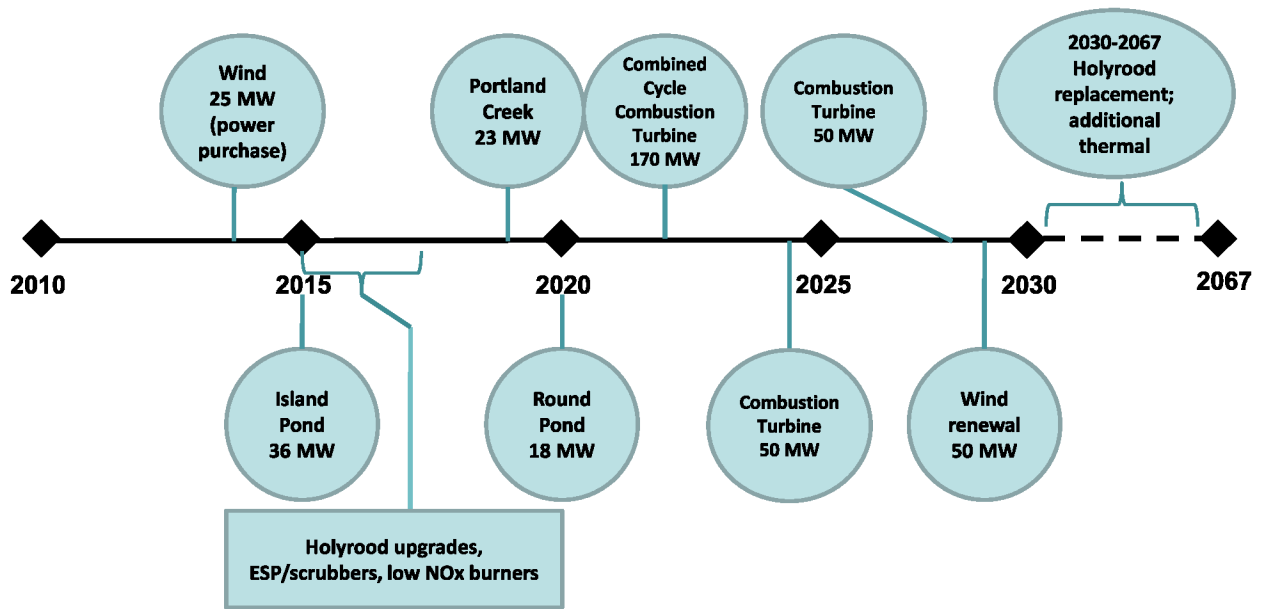 Wind
25 MW
(power
purchase)
Portland
Creek
23 MW
Combined
Cycle
Combustion
Turbine
170 MW
Combustion
Turbine
50 MW
2030-2067
Holyrood
replacement;
additional
thermal
2010
2015
2020
2025
2030
2067
Island
Pond
36 MW
Round
Pond
18 MW
Combustion
Turbine
50 MW
Wind
renewal
50 MW
Holyrood upgrades,
ESP/scrubbers, low NOx burners